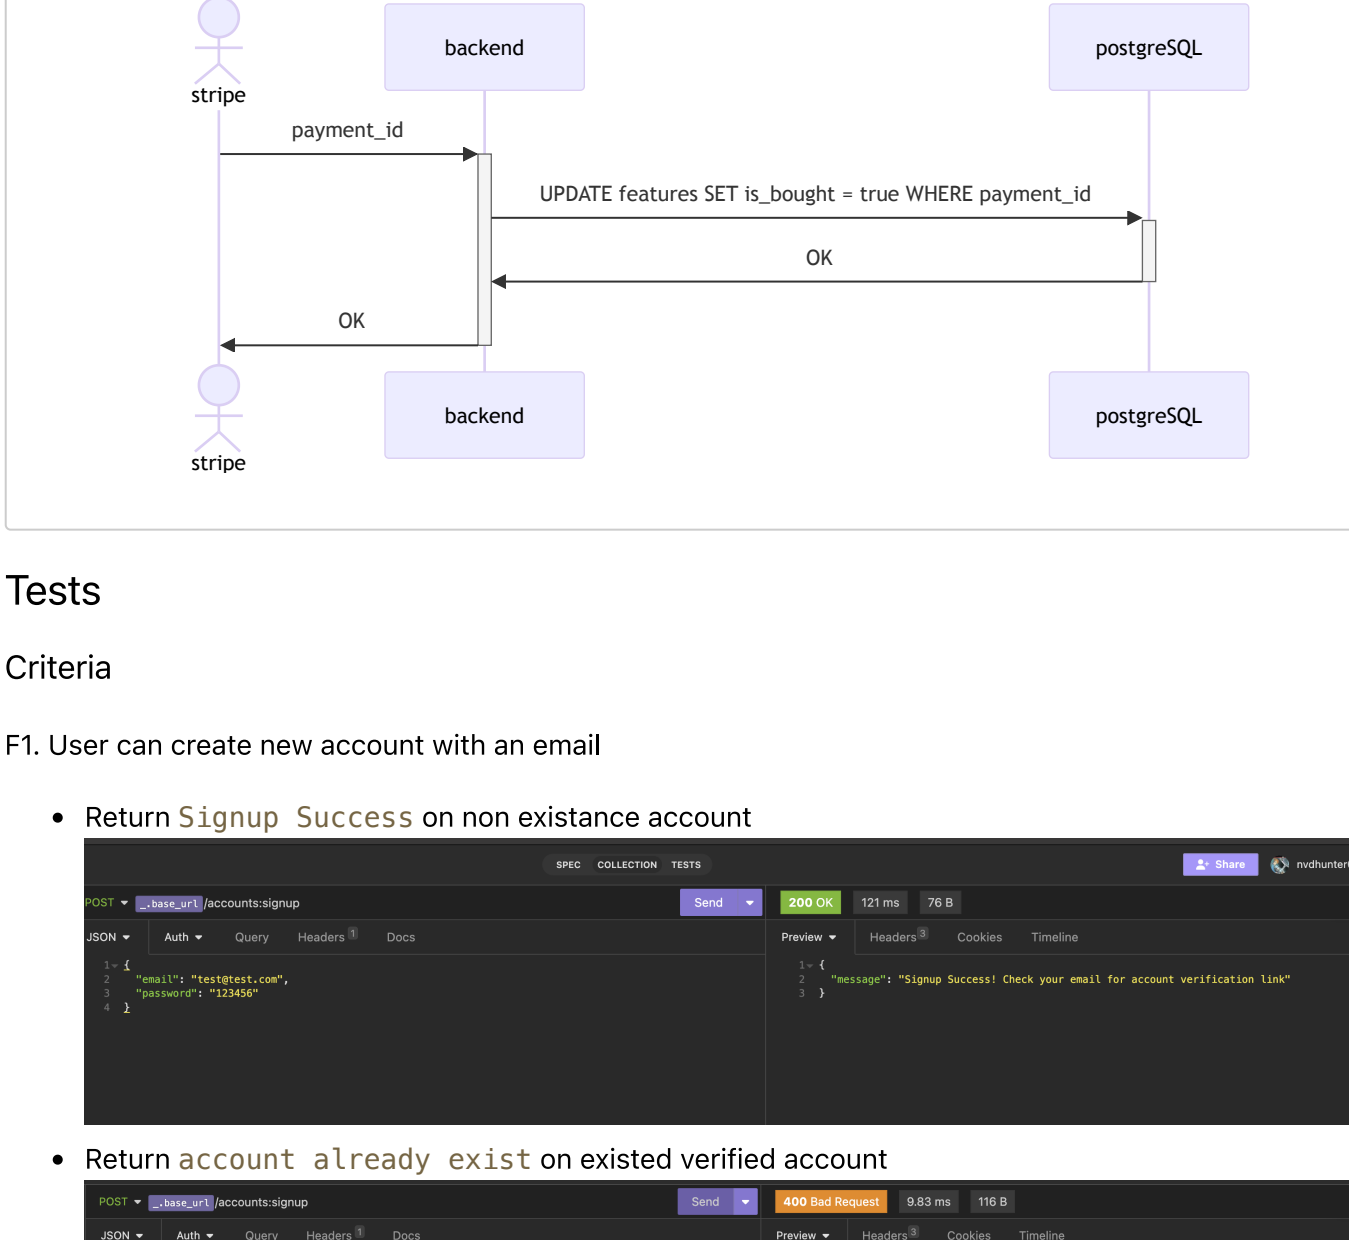 stripe
backend
postgreSQL
payment_id
UPDATE features SET is_bought = true WHERE payment_id
OK
OK
stripe
backend
postgreSQL
Tests
Criteria
F1. User can create new account with an email
Return Signup Success on non existance account
SPEC COLLECTION TESTS
Share nvdhunter
POST _.base_url /accounts:signup Send 200 OK 121 ms 76 B
JSON Auth Query Headers 1 Docs Preview Headers 3 Cookies Timeline
1 {
2 "email": "test@test.com",
3 "password": "123456"
4 }
1 {
2 "message": "Signup Success! Check your email for account verification link"
3 }
Return account already exist on existed verified account
POST _.base_url /accounts:signup Send 400 Bad Request 9.83 ms 116 B
JSON Auth Query Headers 1 Docs Preview Headers 3 Cookies Timeline